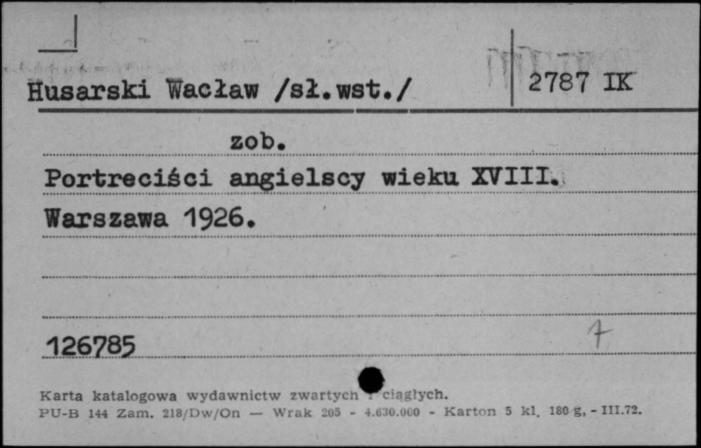 Husarski Wacław /sł.wst./ 2787 IK
zob.
Portreciści angielscy wieku XVIII.
Warszawa 1926.
126785
Karta katalogowa wydawnictw zwartych i ciągłych.
PU-B 144 Zam. 218/Dw/On — Wrak 205 - 4.630.000 - Karton 5 kl. 180 g. - III.72.